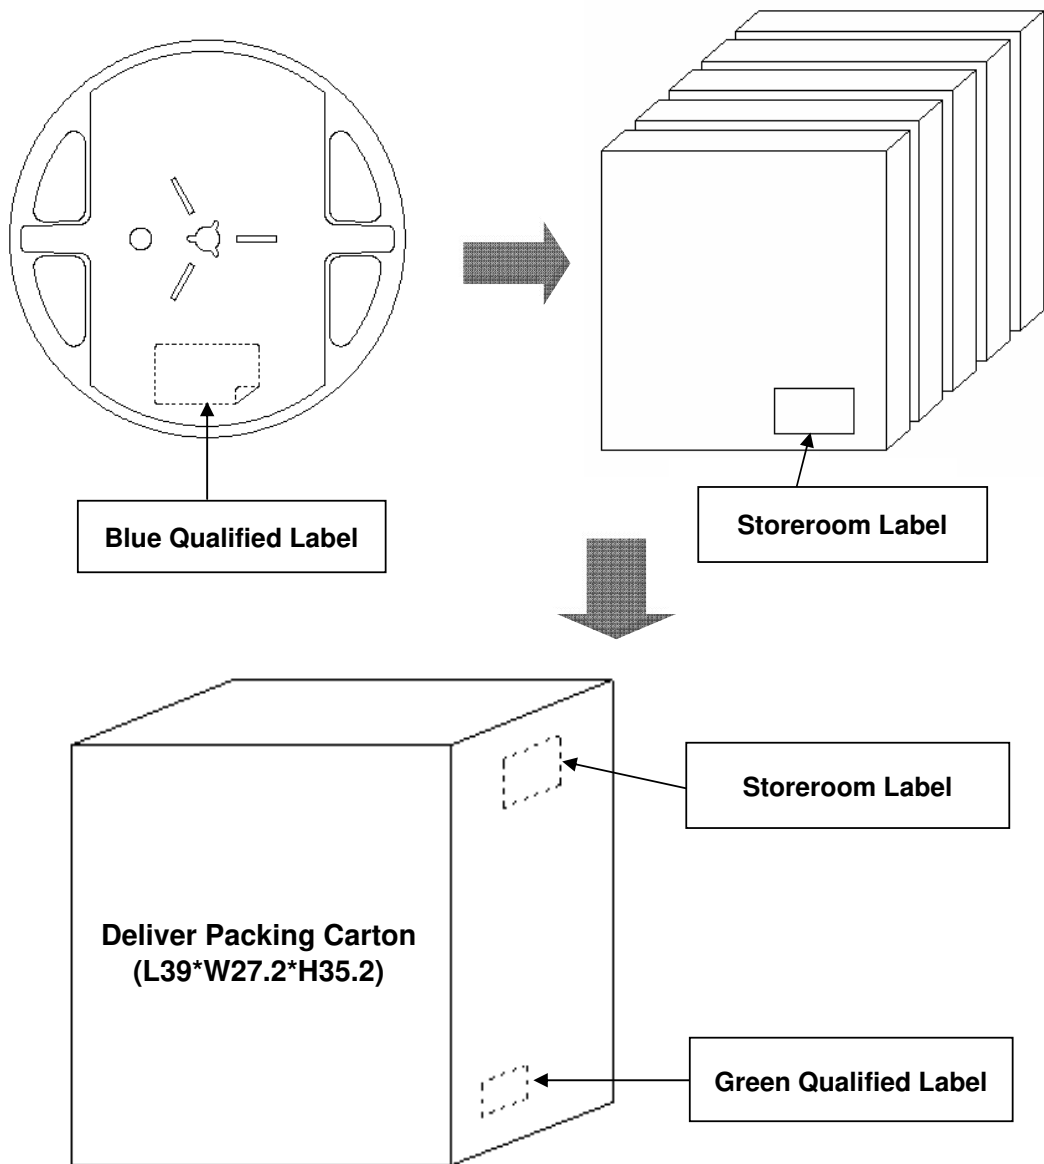 Blue Qualified Label
Storeroom Label
Storeroom Label
Deliver Packing Carton
(L39*W27.2*H35.2)
Green Qualified Label